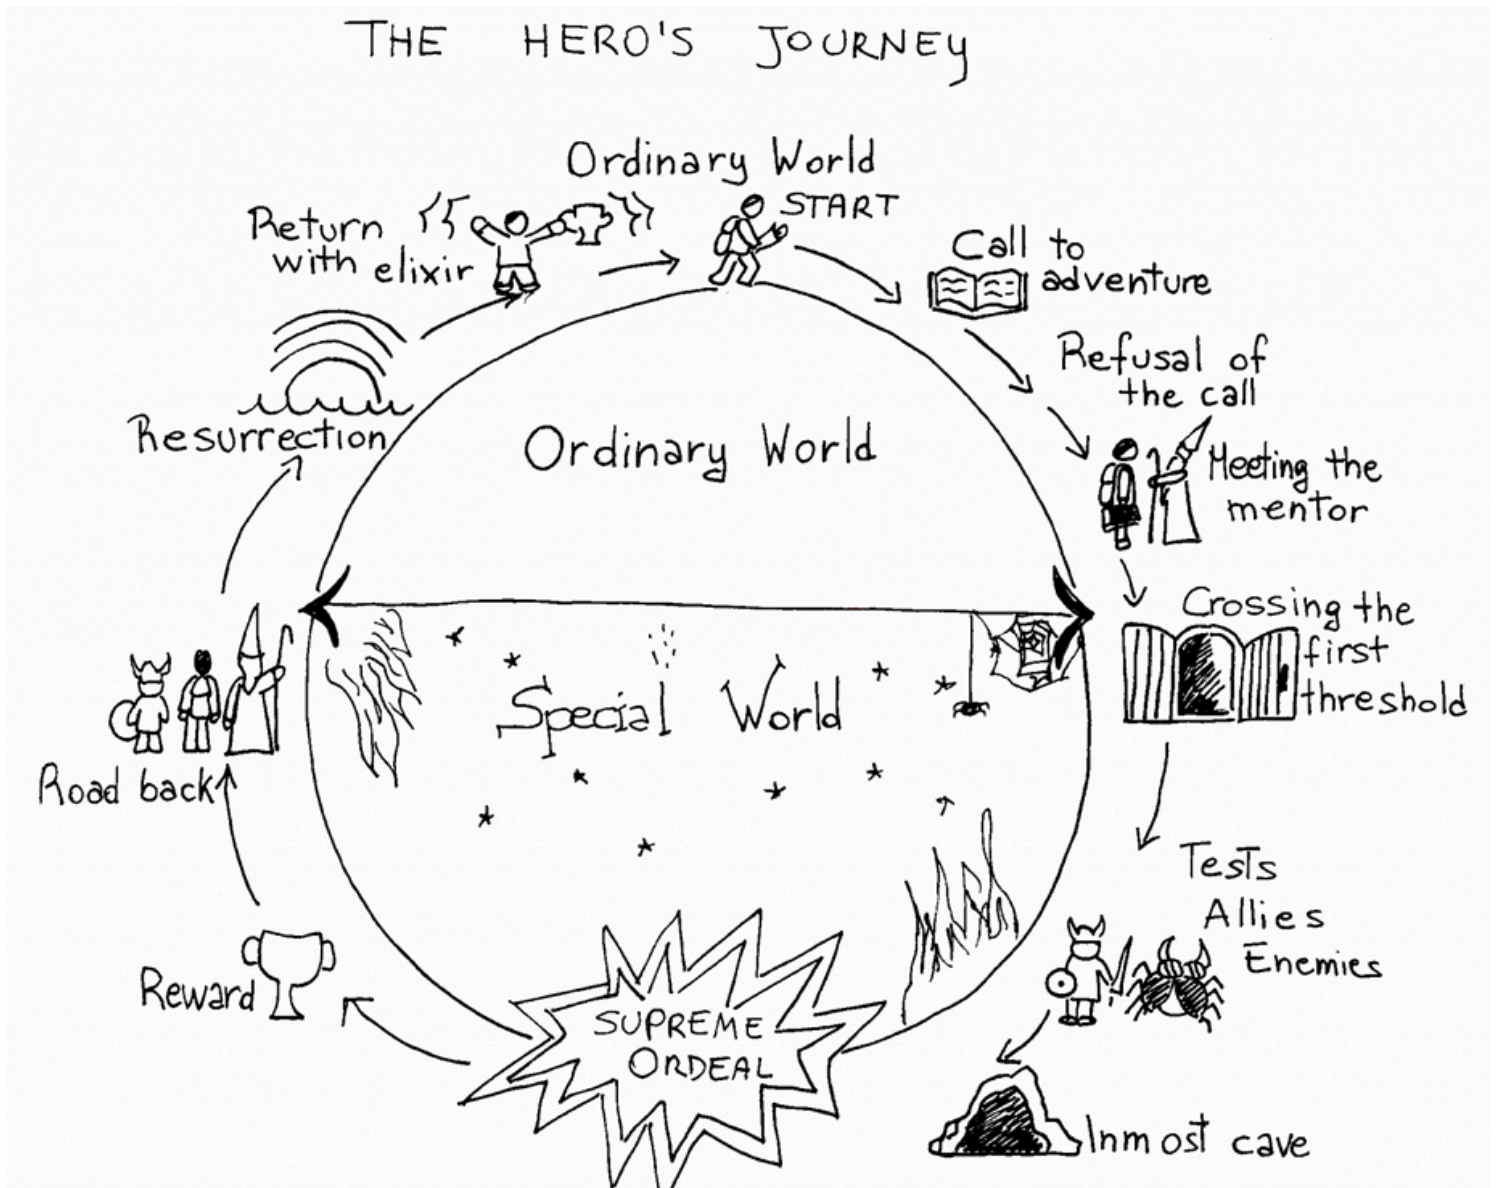 THE HERO'S JOURNEY
Ordinary World
START
Call to
adventure
Refusal of
the call
Meeting the
mentor
Crossing the
first
threshold
Tests
Allies
Enemies
Inmost cave
SUPREME
ORDEAL
Reward
Road back
Resurrection
Return
with elixir
Ordinary World
Special World